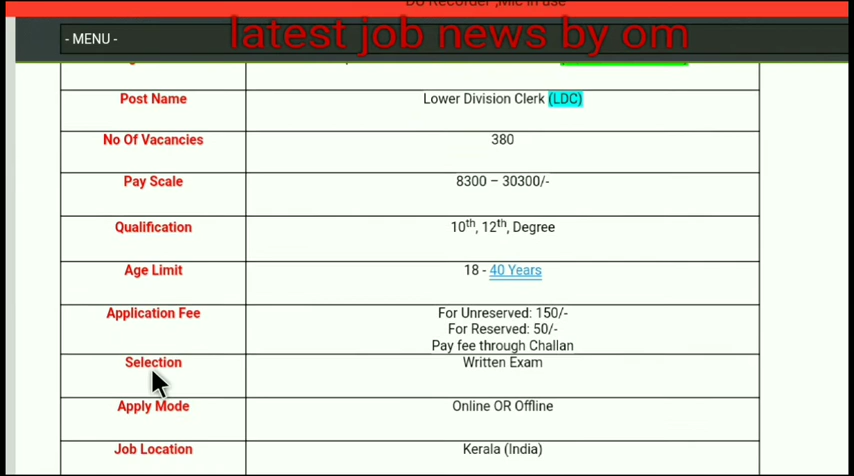 DU Recorder ,Mic in use
- MENU -
latest job news by om
Post Name
Lower Division Clerk (LDC)
No Of Vacancies
380
Pay Scale
8300 – 30300/-
Qualification
10th, 12th, Degree
Age Limit
18 - 40 Years
Application Fee
For Unreserved: 150/-
For Reserved: 50/-
Pay fee through Challan
Selection
Written Exam
Apply Mode
Online OR Offline
Job Location
Kerala (India)